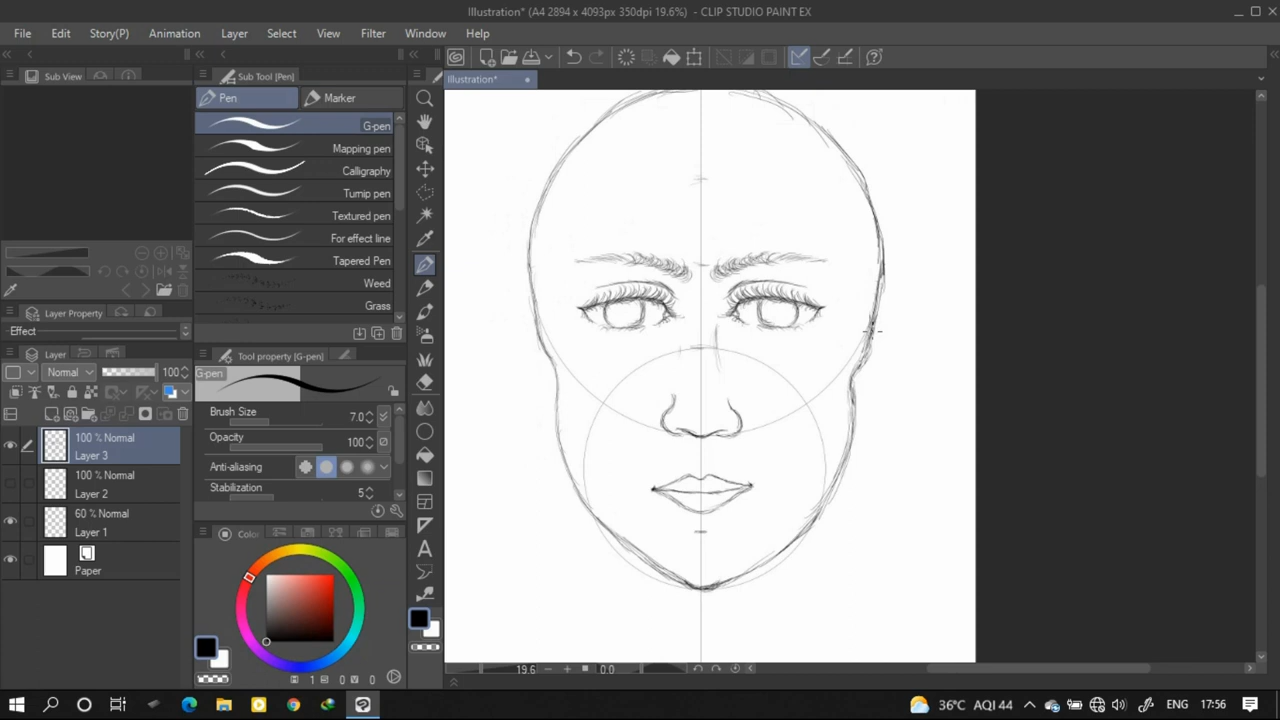 Illustration* (A4 2894 x 4093px 350dpi 19.6%) - CLIP STUDIO PAINT EX
File Edit Story(P) Animation Layer Select View Filter Window Help
Sub View
Sub Tool [Pen]
Illustration*
Pen
Marker
G-pen
Mapping pen
Calligraphy
Turnip pen
Textured pen
For effect line
Tapered Pen
Weed
Grass
Layer Property
Effect
Layer
Normal
100
100 % Normal
Layer 3
100 % Normal
Layer 2
60 % Normal
Layer 1
Paper
Tool property [G-pen]
G-pen
Brush Size 7.0
Opacity 100
Anti-aliasing
Stabilization 5
Colo
1 0 0
19.6
0.0
36°C AQI 44
ENG
17:56